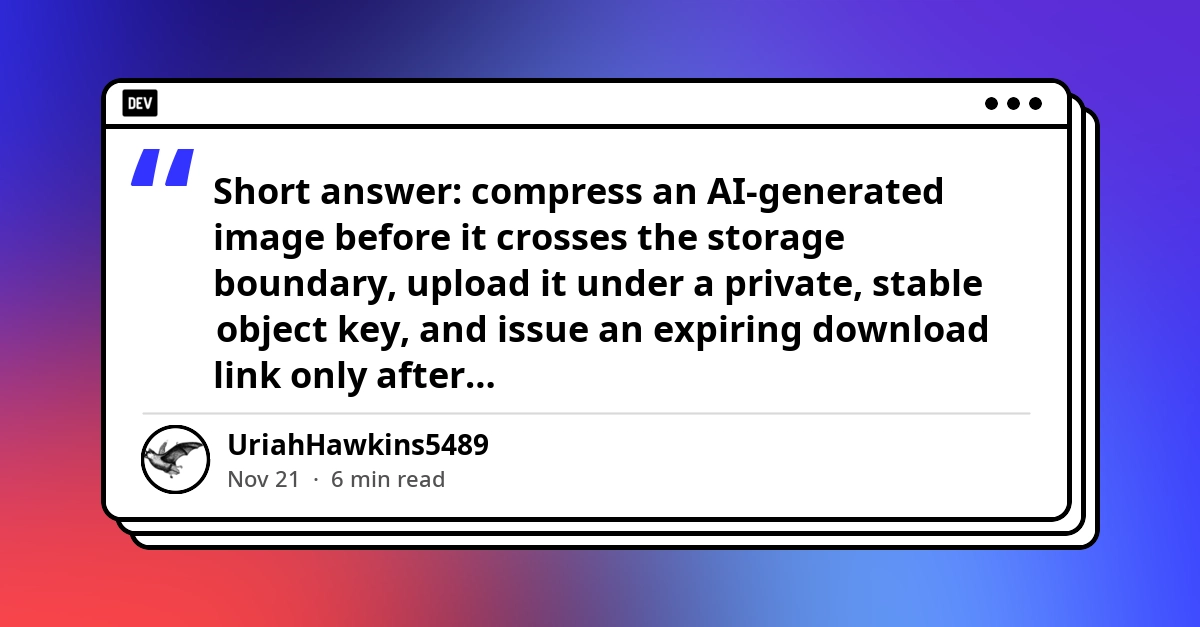 DEV
“
Short answer: compress an AI-generated
image before it crosses the storage
boundary, upload it under a private, stable
object key, and issue an expiring download
link only after...
UriahHawkins5489
Nov 21 · 6 min read